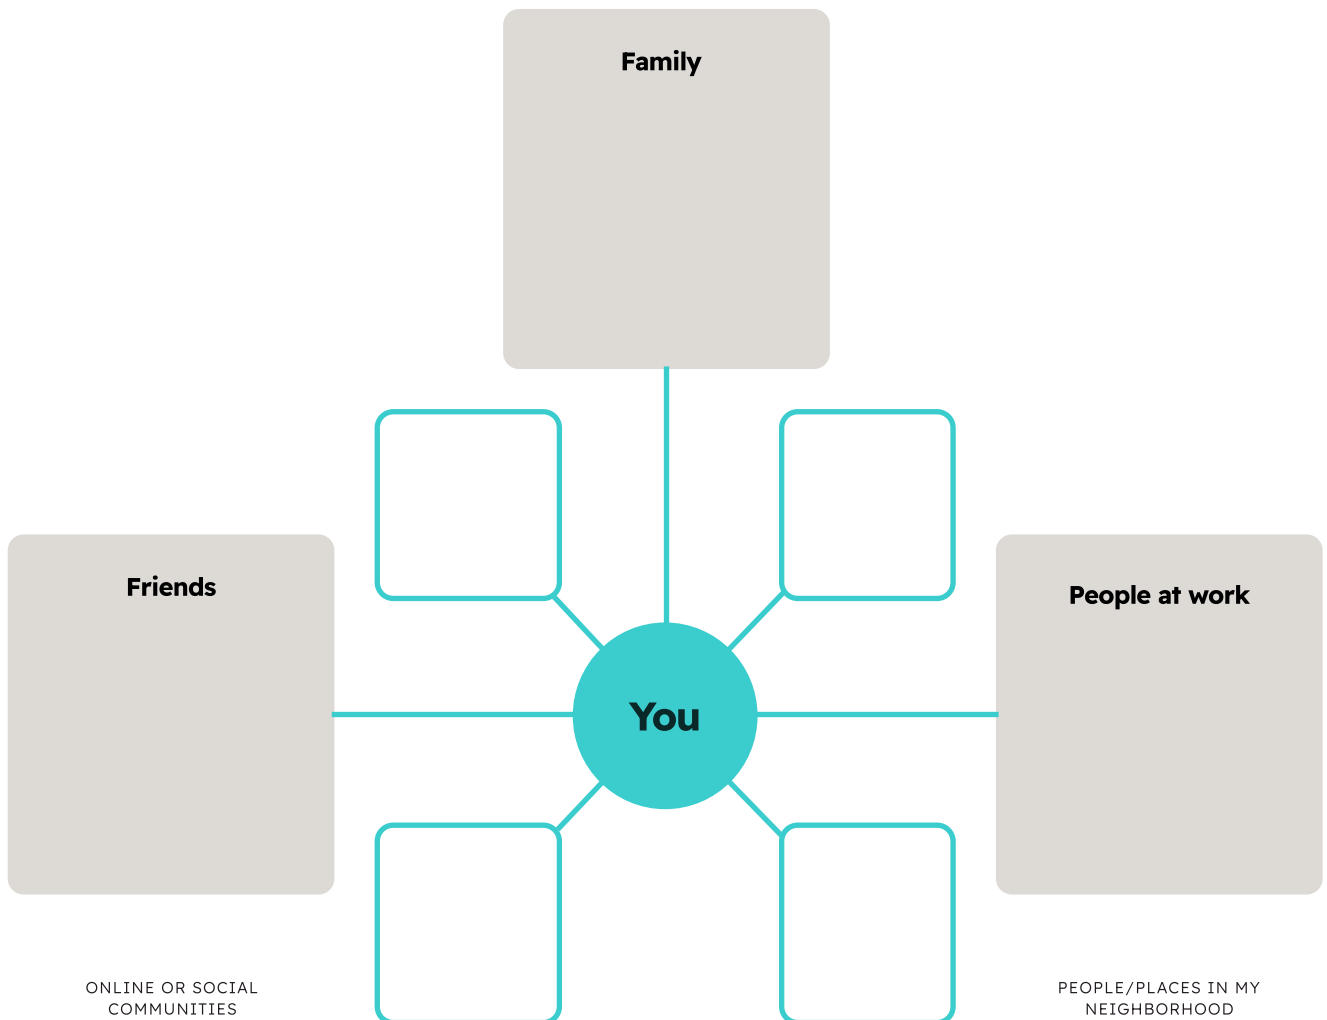 Family
Friends
People at work
You
ONLINE OR SOCIAL
COMMUNITIES
PEOPLE/PLACES IN MY
NEIGHBORHOOD